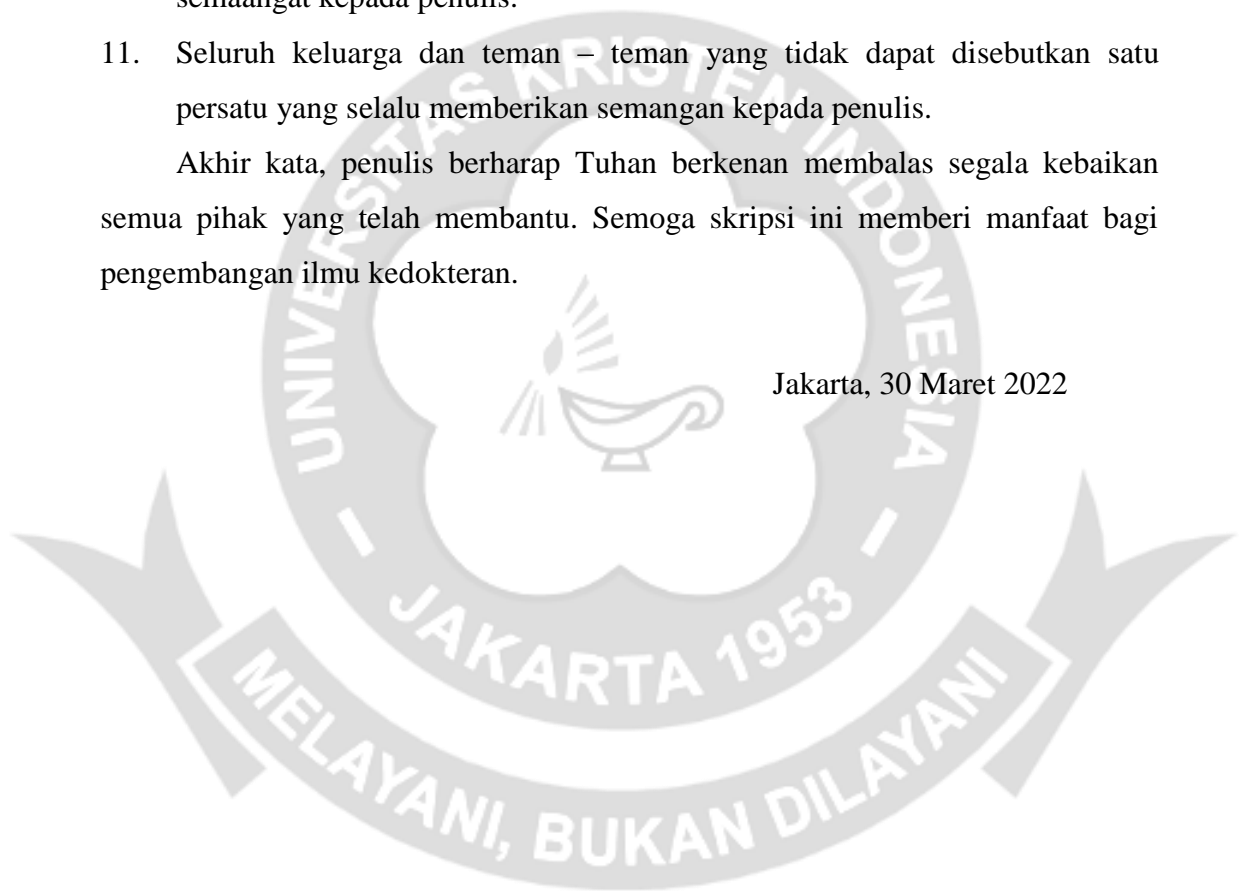 semaangat kepada penulis.
11. Seluruh keluarga dan teman – teman yang tidak dapat disebutkan satu
persatu yang selalu memberikan semangan kepada penulis.
Akhir kata, penulis berharap Tuhan berkenan membalas segala kebaikan
semua pihak yang telah membantu. Semoga skripsi ini memberi manfaat bagi
pengembangan ilmu kedokteran.
Jakarta, 30 Maret 2022
UNIVERSITAS KRISTEN INDONESIA
JAKARTA 1953
MELAYANI, BUKAN DILAYANI